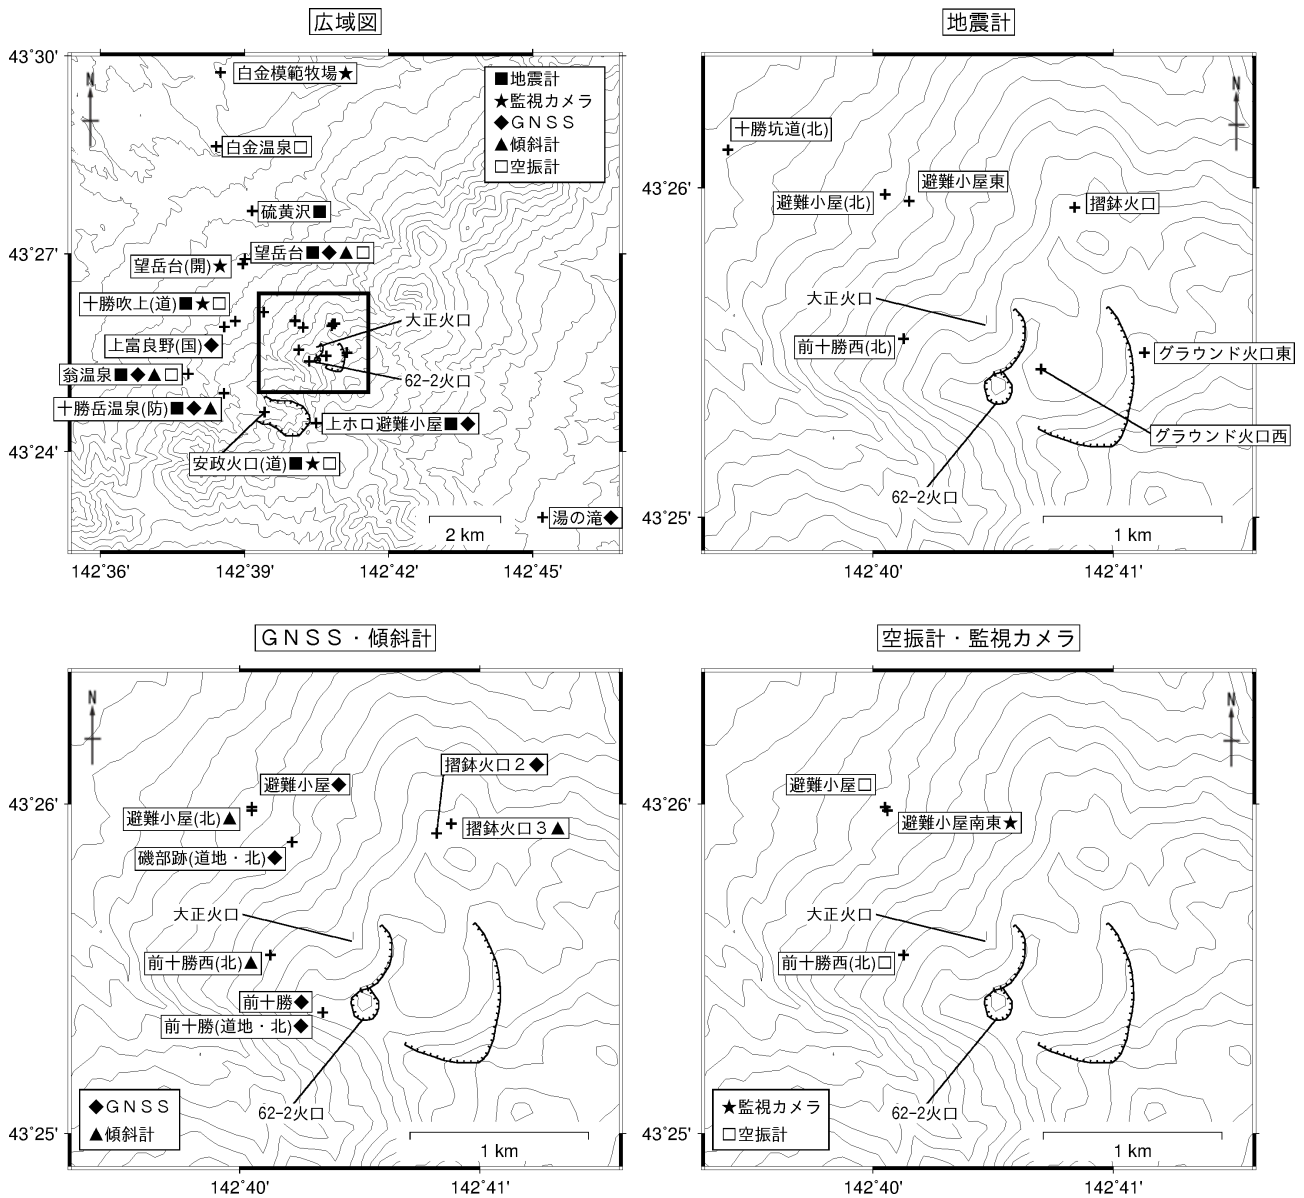 広域図
43°30'
43°27'
43°24'
142°36'
142°39'
142°42'
142°45'
N
白金模範牧場★
■地震計
★監視カメラ
◆GNSS
▲傾斜計
□空振計
白金温泉□
硫黄沢■
望岳台■◆▲□
望岳台(開)★
十勝吹上(道)■★□
大正火口
上富良野(国)◆
翁温泉■◆▲□
62-2火口
十勝岳温泉(防)■◆▲
上ホロ避難小屋■◆
安政火口(道)■★□
湯の滝◆
2 km
地震計
N
十勝坑道(北)
43°26'
避難小屋東
避難小屋(北)
摺鉢火口
大正火口
前十勝西(北)
グラウンド火口東
グラウンド火口西
62-2火口
43°25'
1 km
142°40'
142°41'
GNSS・傾斜計
N
摺鉢火口2◆
避難小屋◆
43°26'
避難小屋(北)▲
摺鉢火口3▲
磯部跡(道地・北)◆
大正火口
前十勝西(北)▲
前十勝◆
前十勝(道地・北)◆
62-2火口
◆GNSS
▲傾斜計
43°25'
1 km
142°40'
142°41'
空振計・監視カメラ
N
避難小屋□
43°26'
避難小屋南東★
大正火口
前十勝西(北)□
62-2火口
★監視カメラ
□空振計
43°25'
1 km
142°40'
142°41'